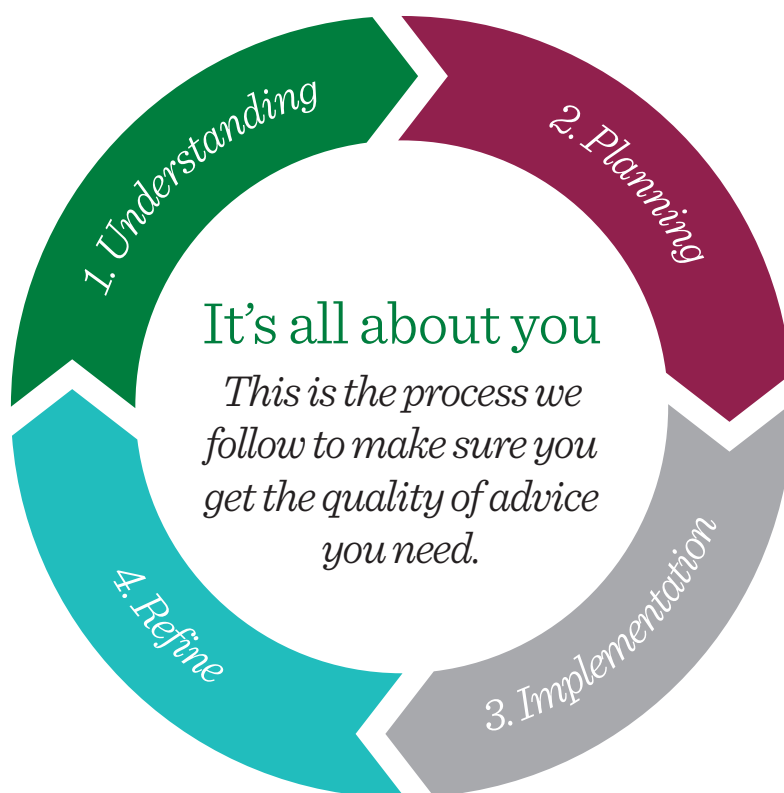 1. Understanding
2. Planning
It’s all about you
This is the process we
follow to make sure you
get the quality of advice
you need.
3. Implementation
4. Refine